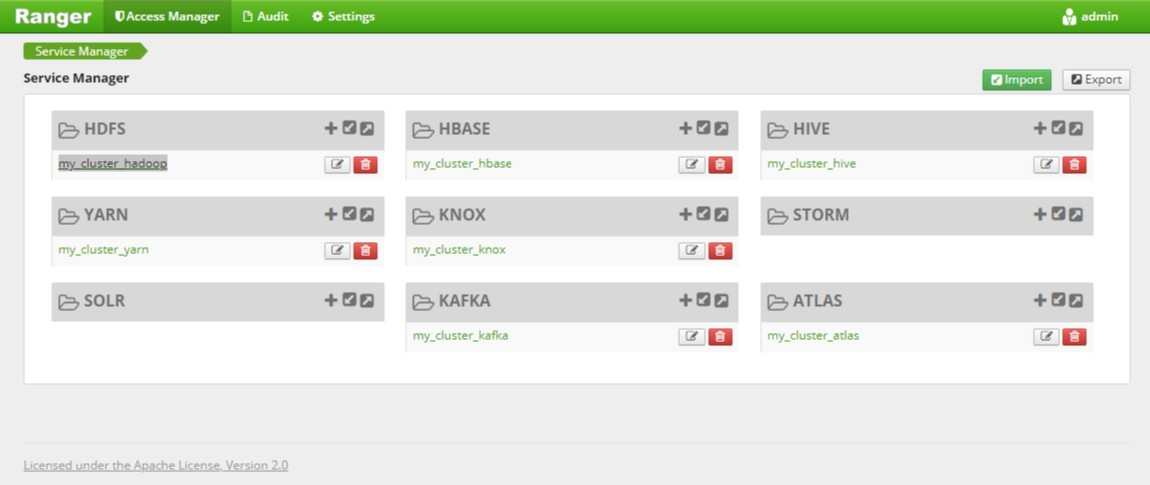 Ranger Access Manager Audit Settings admin
Service Manager
Service Manager Import Export
HDFS HBASE HIVE
my_cluster_hadoop my_cluster_hbase my_cluster_hive
YARN KNOX STORM
my_cluster_yarn my_cluster_knox
SOLR KAFKA ATLAS
my_cluster_kafka my_cluster_atlas
Licensed under the Apache License, Version 2.0